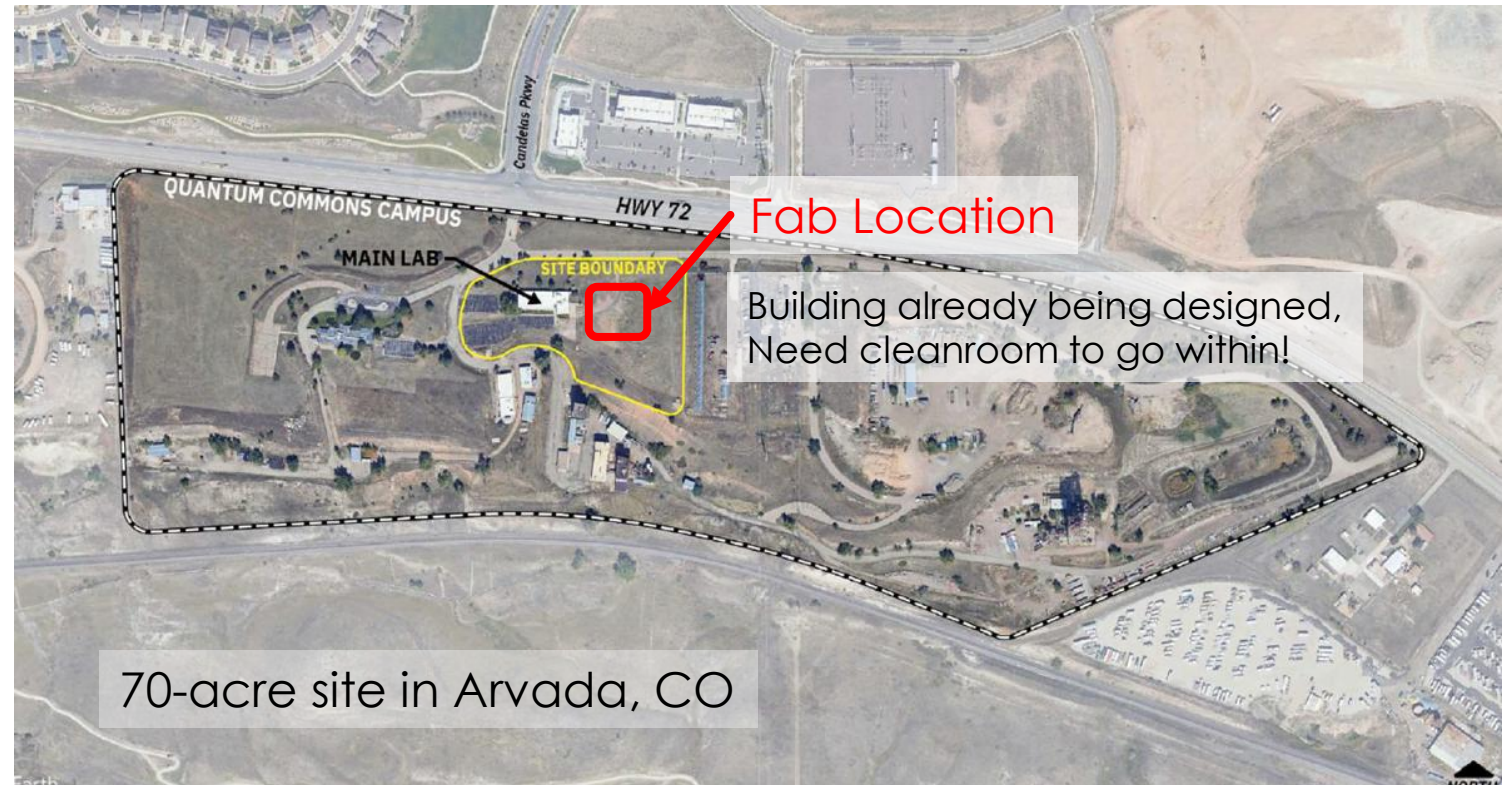 Candelas Pkwy
QUANTUM COMMONS CAMPUS
HWY 72
Fab Location
MAIN LAB
SITE BOUNDARY
Building already being designed,
Need cleanroom to go within!
70-acre site in Arvada, CO
Earth
NORTH